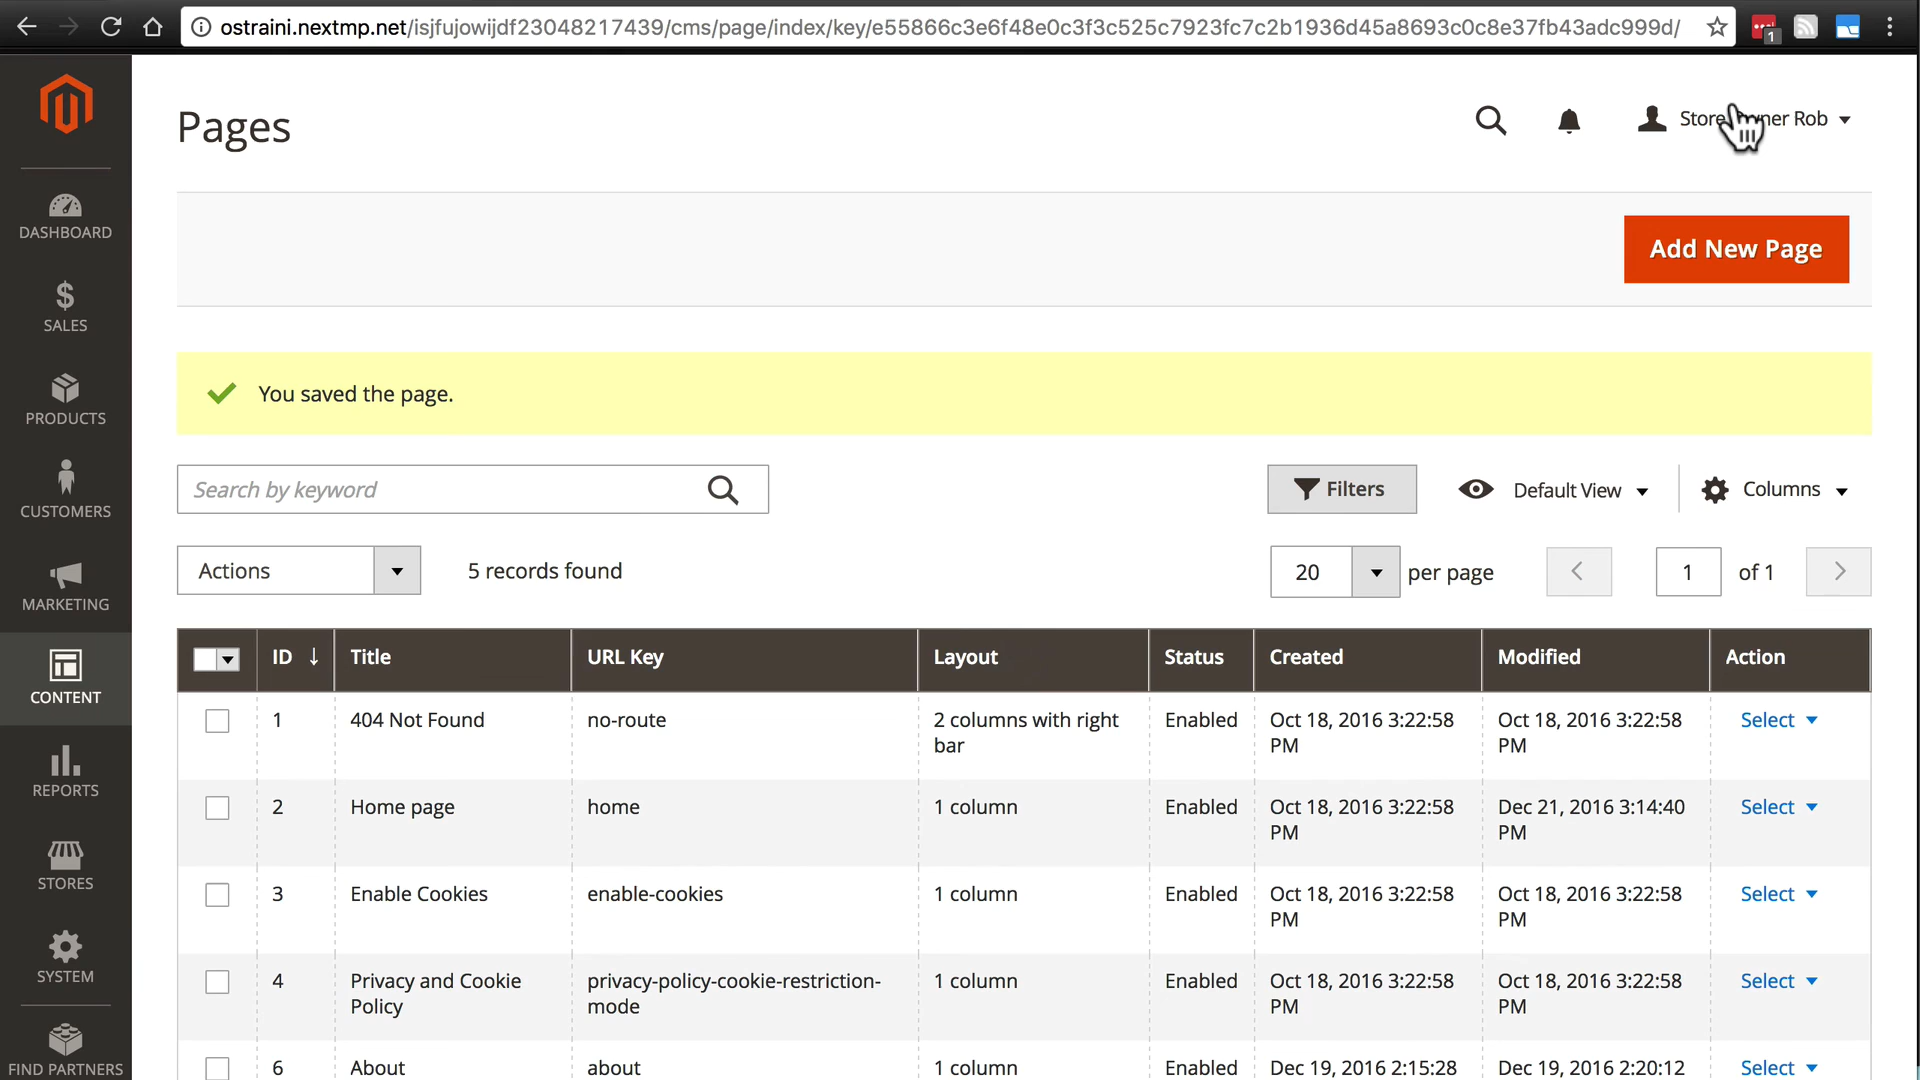 ostraini.nextmp.net/isjfujowijdf23048217439/cms/page/index/key/e55866c3e6f48e0c3f3c525c7923fc7c2b1936d45a8693c0c8e37fb43adc999d/
1
Pages
Store Rob
DASHBOARD
SALES
PRODUCTS
CUSTOMERS
MARKETING
CONTENT
REPORTS
STORES
SYSTEM
FIND PARTNERS
Add New Page
You saved the page.
Search by keyword
Filters
Default View
Columns
Actions
5 records found
20 per page
1 of 1
ID ↓ Title URL Key Layout Status Created Modified Action
1 404 Not Found no-route 2 columns with right Enabled Oct 18, 2016 3:22:58 Oct 18, 2016 3:22:58 Select
bar PM PM
2 Home page home 1 column Enabled Oct 18, 2016 3:22:58 Dec 21, 2016 3:14:40 Select
PM PM
3 Enable Cookies enable-cookies 1 column Enabled Oct 18, 2016 3:22:58 Oct 18, 2016 3:22:58 Select
PM PM
4 Privacy and Cookie privacy-policy-cookie-restriction- 1 column Enabled Oct 18, 2016 3:22:58 Oct 18, 2016 3:22:58 Select
Policy mode PM PM
6 About about 1 column Enabled Dec 19, 2016 2:15:28 Dec 19, 2016 2:20:12 Select